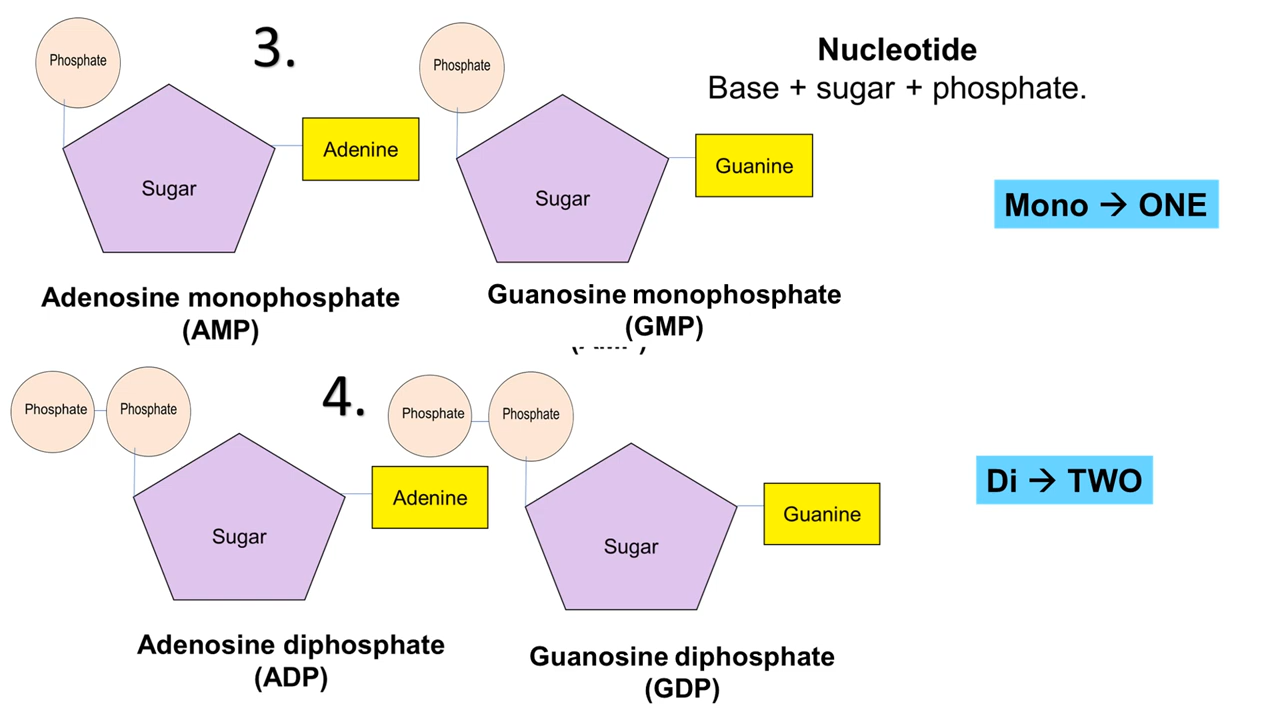 Phosphate
3.
Phosphate
Nucleotide
Base + sugar + phosphate.
Adenine
Guanine
Sugar
Sugar
Mono → ONE
Adenosine monophosphate
(AMP)
Guanosine monophosphate
(GMP)
Phosphate
Phosphate
4.
Phosphate
Phosphate
Di → TWO
Adenine
Guanine
Sugar
Sugar
Adenosine diphosphate
(ADP)
Guanosine diphosphate
(GDP)